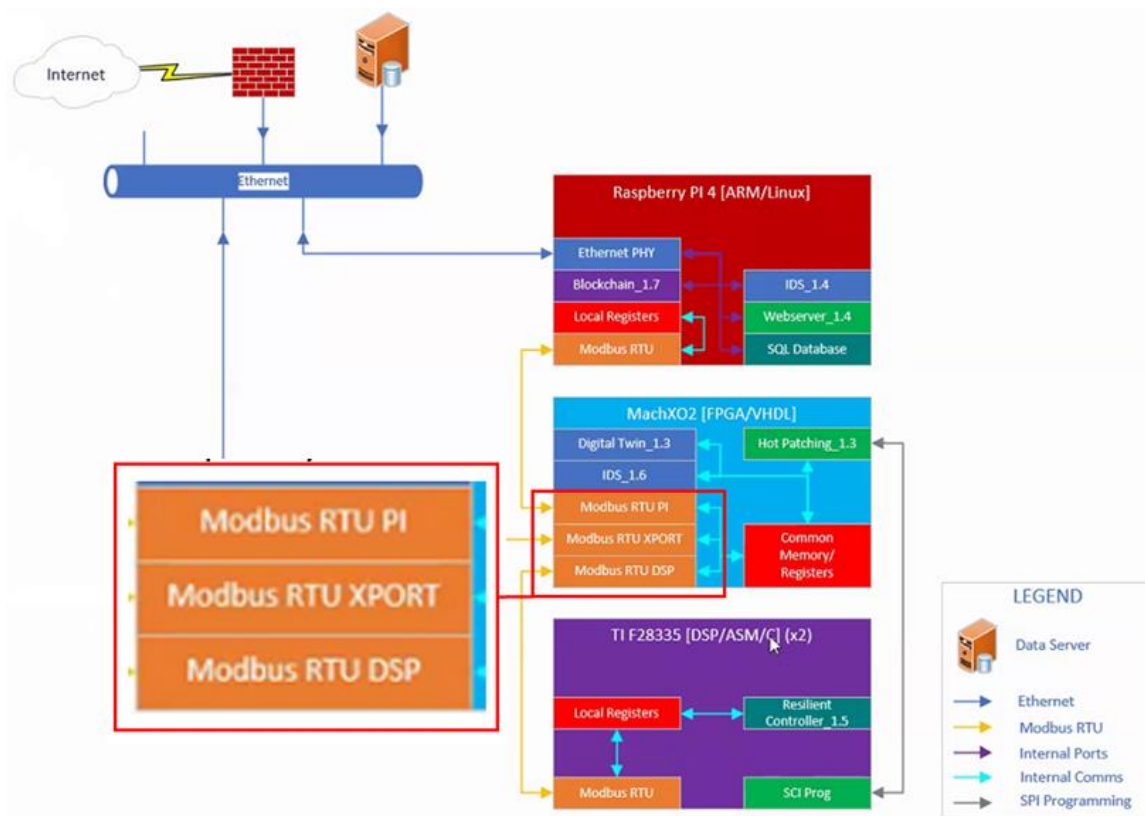 Internet
Ethernet
Raspberry PI 4 [ARM/Linux]
Ethernet PHY
Blockchain_1.7
IDS_1.4
Local Registers
Webserver_1.4
Modbus RTU
SQL Database
MachXO2 [FPGA/VHDL]
Digital Twin_1.3
Hot Patching_1.3
IDS_1.6
Modbus RTU PI
Modbus RTU XPORT
Modbus RTU DSP
Common
Memory/
Registers
Modbus RTU PI
Modbus RTU XPORT
Modbus RTU DSP
TI F28335 [DSP/ASM/C] (x2)
Local Registers
Resilient
Controller_1.5
Modbus RTU
SCI Prog
LEGEND
Data Server
Ethernet
Modbus RTU
Internal Ports
Internal Comms
SPI Programming